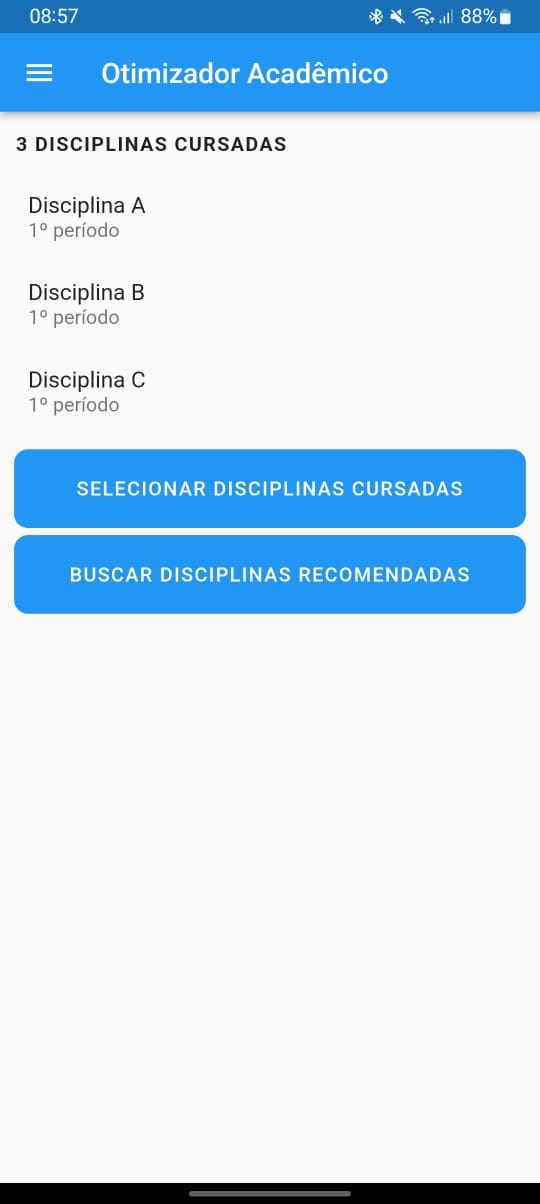 08:57 88%
Otimizador Acadêmico
3 DISCIPLINAS CURSADAS
Disciplina A
1º período
Disciplina B
1º período
Disciplina C
1º período
SELECIONAR DISCIPLINAS CURSADAS
BUSCAR DISCIPLINAS RECOMENDADAS